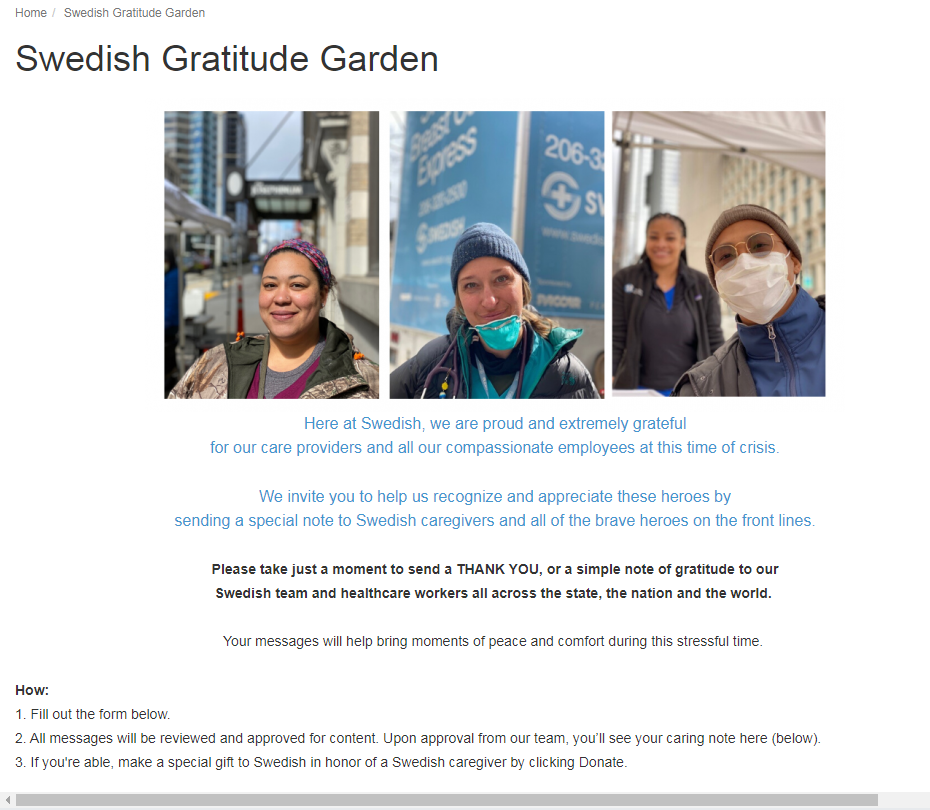 Home / Swedish Gratitude Garden
Swedish Gratitude Garden
Breast
Express
206-3
SW
SWEDISH
Here at Swedish, we are proud and extremely grateful
for our care providers and all our compassionate employees at this time of crisis.
We invite you to help us recognize and appreciate these heroes by
sending a special note to Swedish caregivers and all of the brave heroes on the front lines.
Please take just a moment to send a THANK YOU, or a simple note of gratitude to our
Swedish team and healthcare workers all across the state, the nation and the world.
Your messages will help bring moments of peace and comfort during this stressful time.
How:
1. Fill out the form below.
2. All messages will be reviewed and approved for content. Upon approval from our team, you’ll see your caring note here (below).
3. If you're able, make a special gift to Swedish in honor of a Swedish caregiver by clicking Donate.